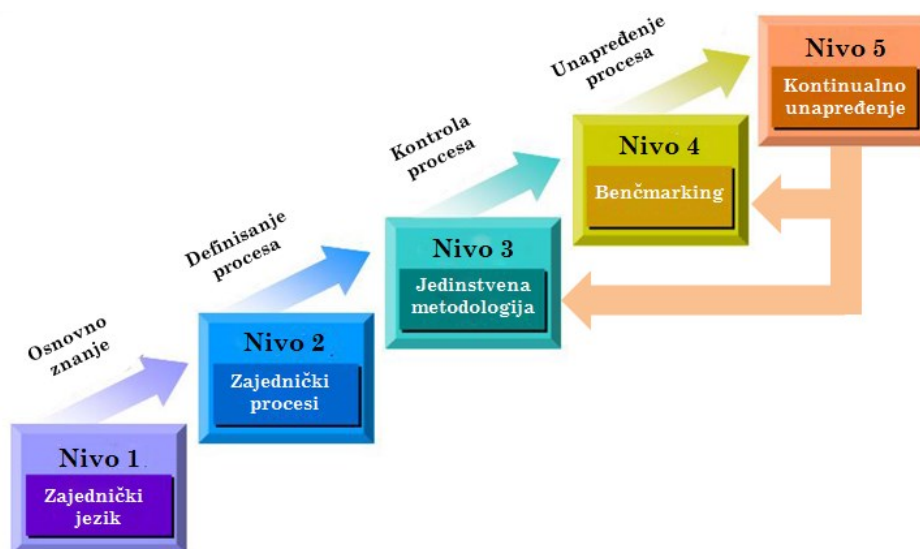 Nivo 5
Kontinualno
unapređenje
Unapređenje
procesa
Nivo 4
Benčmarking
Kontrola
procesa
Nivo 3
Jedinstvena
metodologija
Definisanje
procesa
Nivo 2
Zajednički
procesi
Osnovno
znanje
Nivo 1
Zajednički
jezik